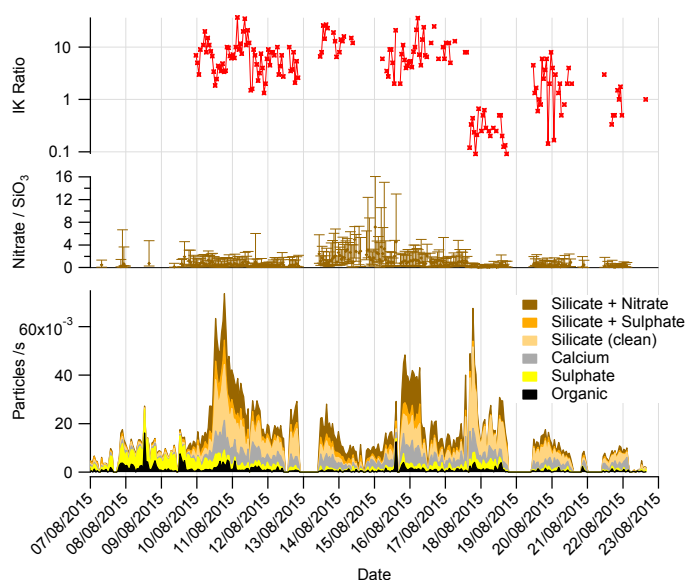 IK Ratio
10
1
0.1
Nitrate / SiO3
16
12
8
4
0
Particles /s
60x10-3
40
20
0
Silicate + Nitrate
Silicate + Sulphate
Silicate (clean)
Calcium
Sulphate
Organic
07/08/2015
08/08/2015
09/08/2015
10/08/2015
11/08/2015
12/08/2015
13/08/2015
14/08/2015
15/08/2015
16/08/2015
17/08/2015
18/08/2015
19/08/2015
20/08/2015
21/08/2015
22/08/2015
23/08/2015
Date